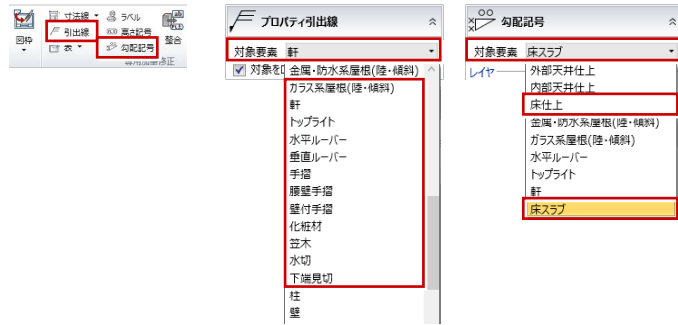 図枠
寸法線
ラベル
引出線
高さ記号
表
勾配記号
整合
プロパティ引出線
対象要素 軒
金属・防水系屋根(陸・傾斜)
ガラス系屋根(陸・傾斜)
軒
トップライト
水平ルーバー
垂直ルーバー
手摺
腰壁手摺
壁付手摺
化粧材
笠木
水切
下端見切
柱
壁
勾配記号
対象要素 床スラブ
レイヤ
外部天井仕上
内部天井仕上
床仕上
金属・防水系屋根(陸・傾斜)
ガラス系屋根(陸・傾斜)
水平ルーバー
トップライト
軒
床スラブ